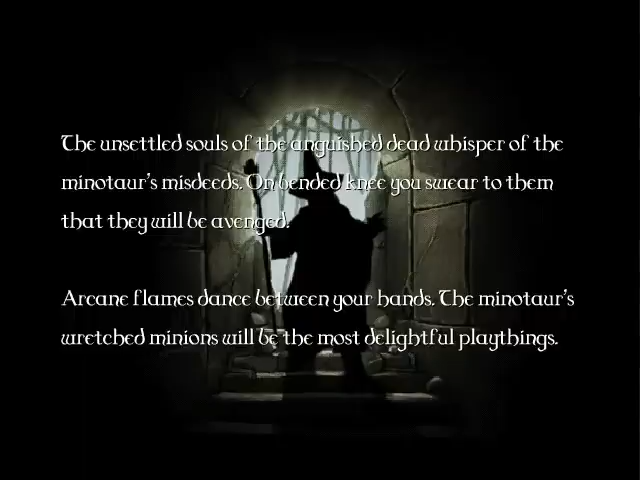 The unsettled souls of the anguished dead whisper of the
minotaur's misdeeds. On bended knee you swear to them
that they will be avenged.
Arcane flames dance between your hands. The minotaur's
wretched minions will be the most delightful playthings.